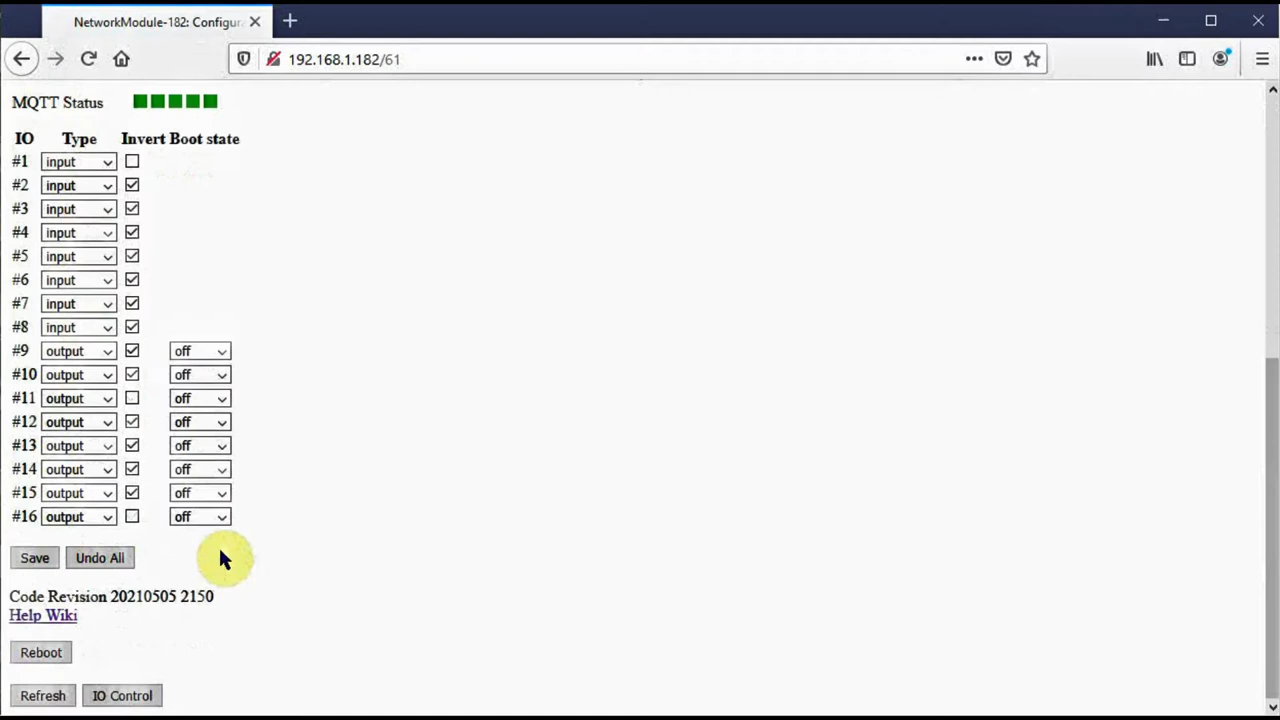 NetworkModule-182: Configura
192.168.1.182/61
MQTT Status
IO Type Invert Boot state
#1 input
#2 input
#3 input
#4 input
#5 input
#6 input
#7 input
#8 input
#9 output off
#10 output off
#11 output off
#12 output off
#13 output off
#14 output off
#15 output off
#16 output off
Save Undo All
Code Revision 20210505 2150
Help Wiki
Reboot
Refresh IO Control